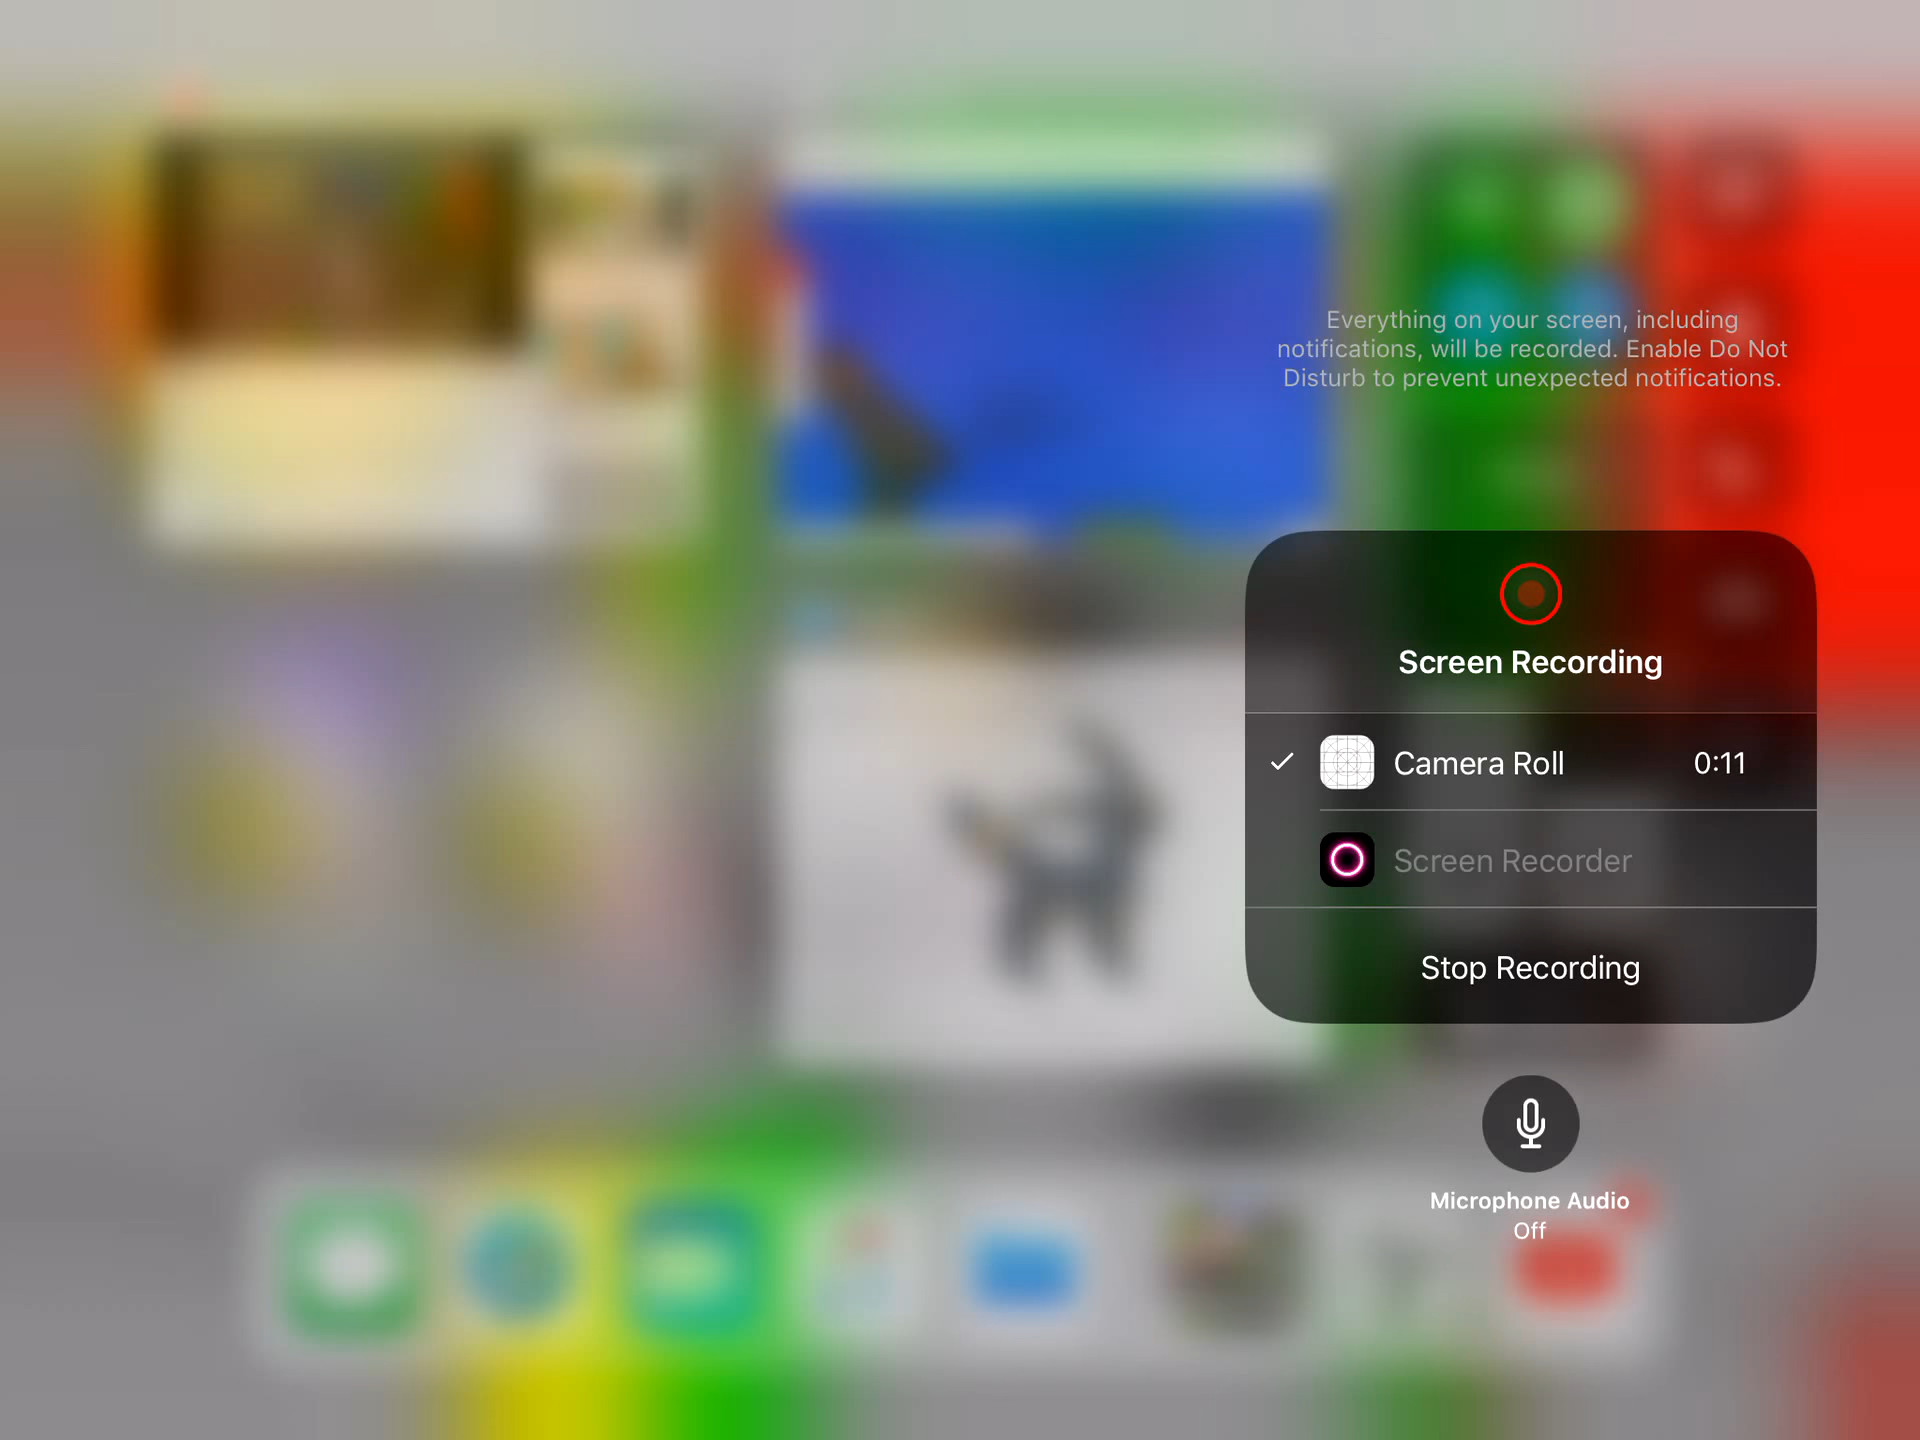 Everything on your screen, including
notifications, will be recorded. Enable Do Not
Disturb to prevent unexpected notifications.
Screen Recording
Camera Roll 0:11
Screen Recorder
Stop Recording
Microphone Audio
Off